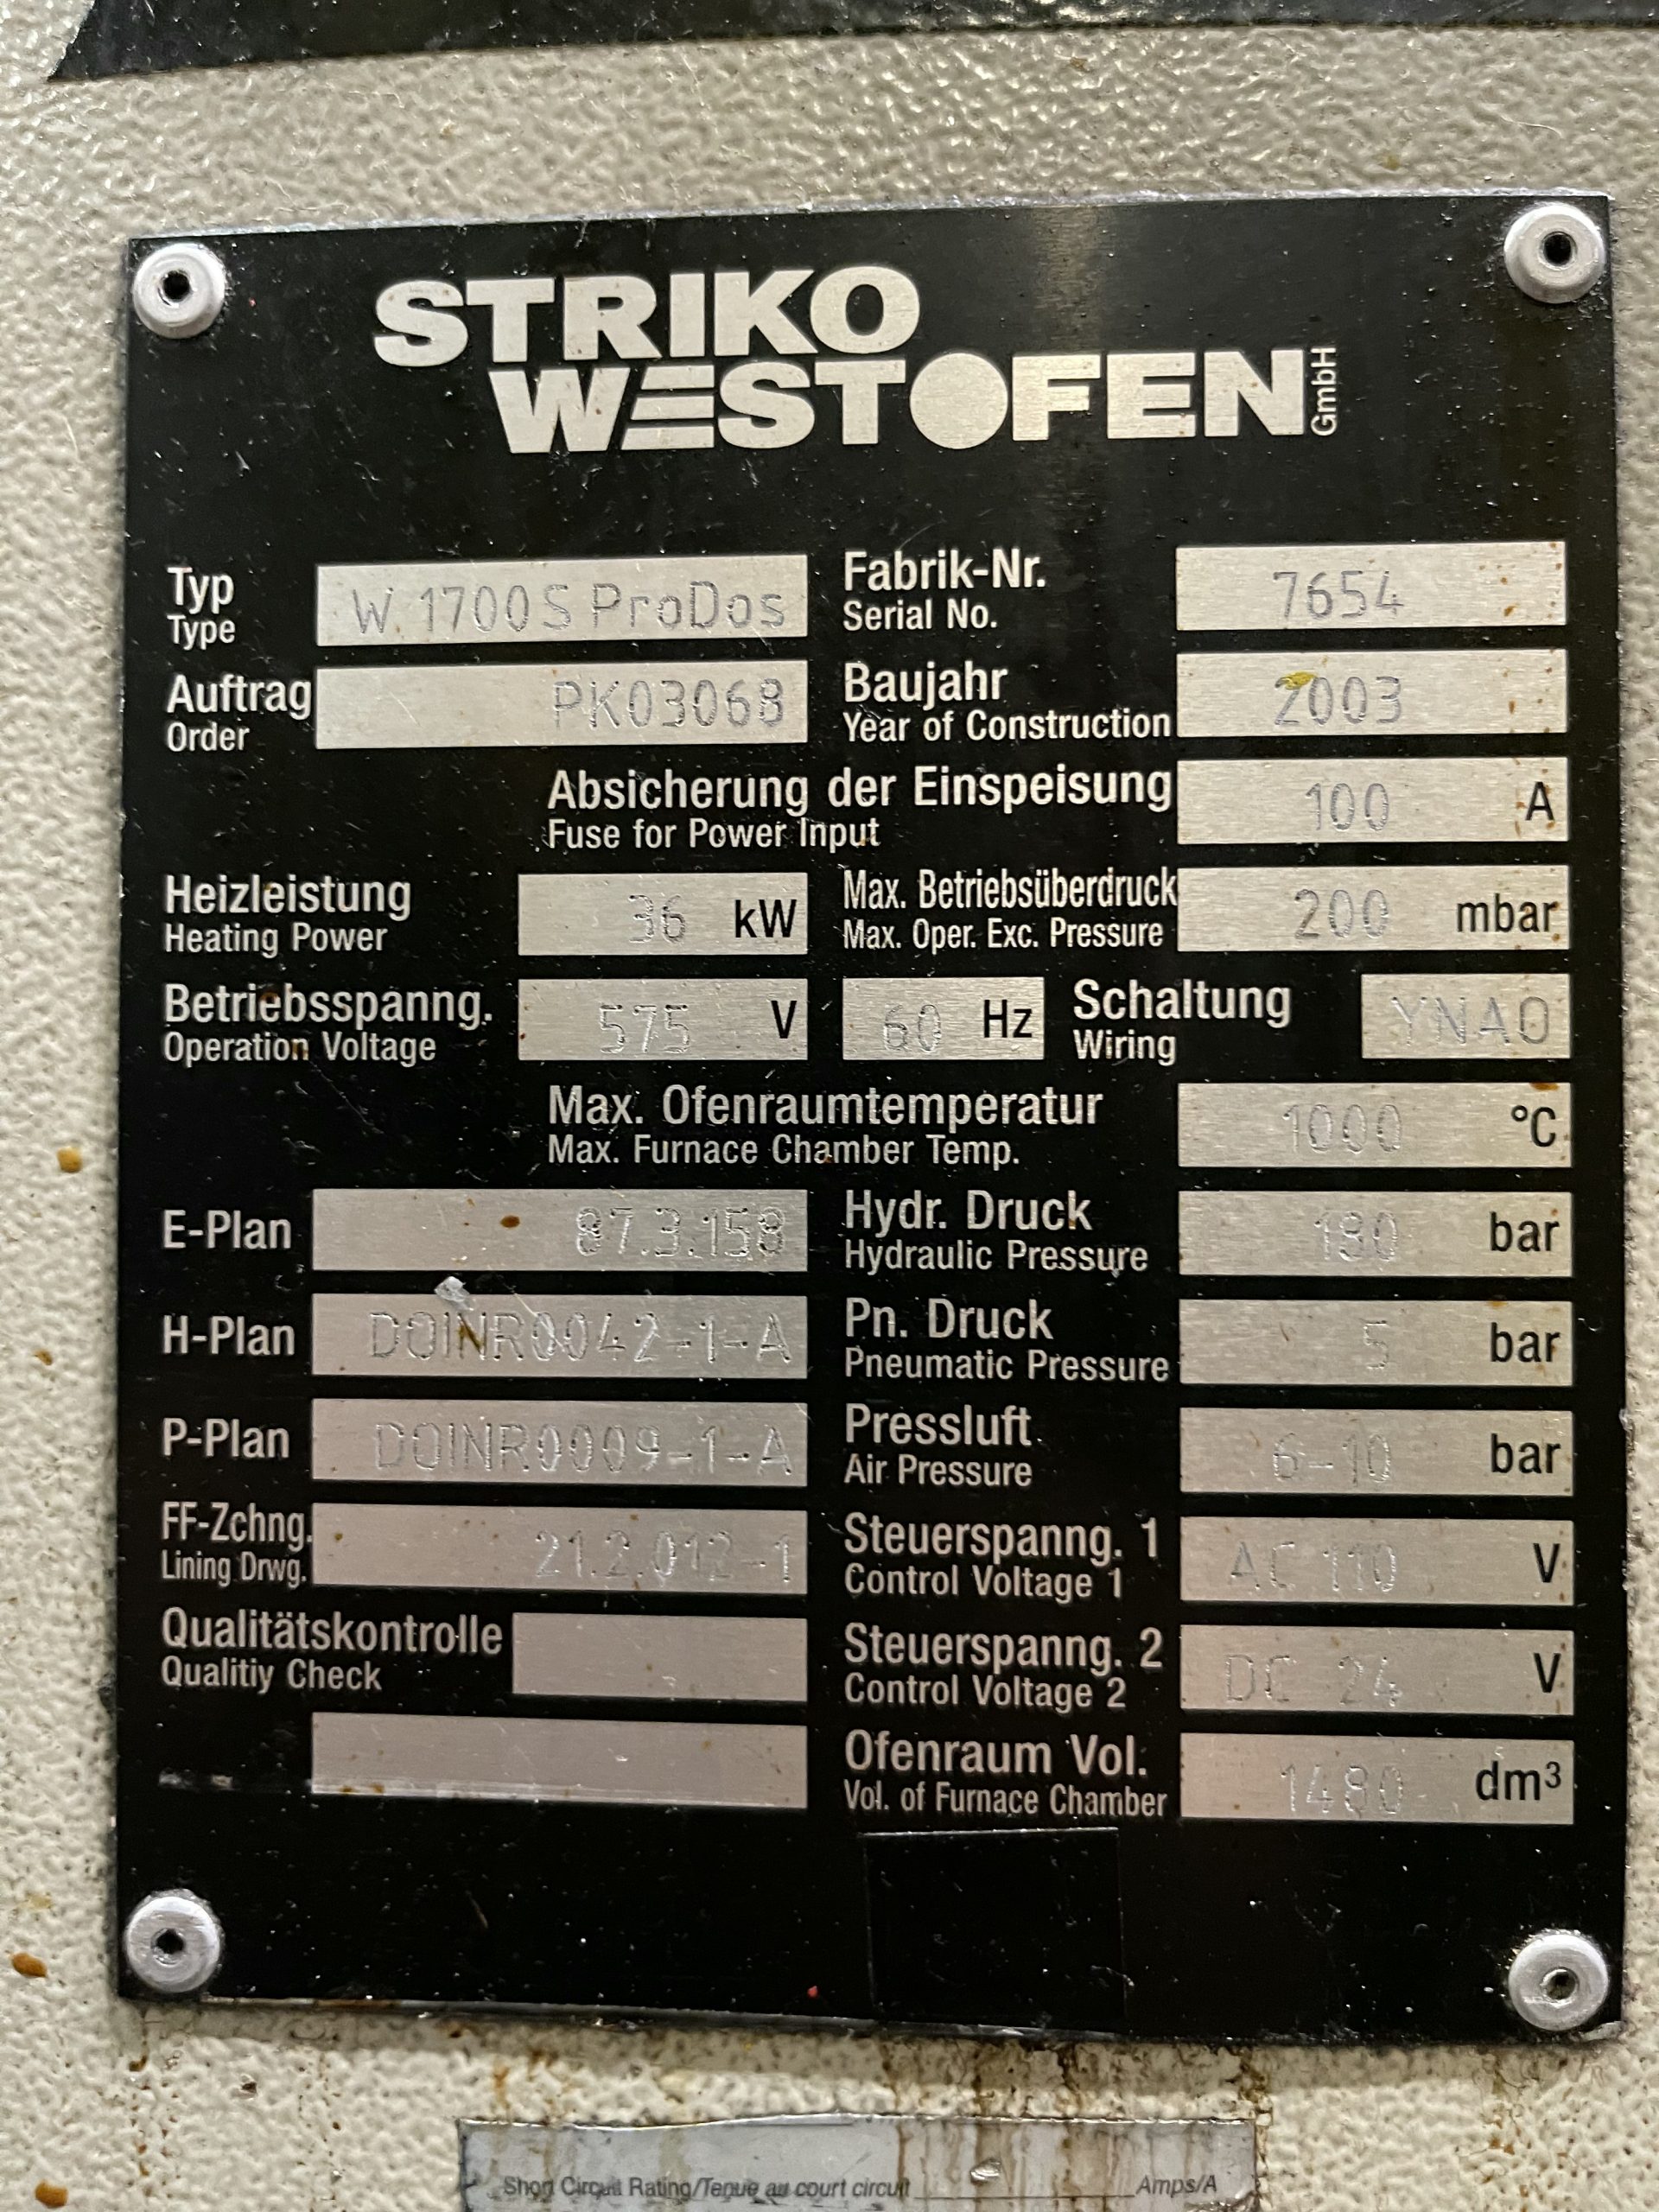 STRIKO
WESTOFEN GmbH
Typ
Type
W 1700S ProDos
Fabrik-Nr.
Serial No.
7654
Auftrag
Order
PK03068
Baujahr
Year of Construction
2003
Absicherung der Einspeisung
Fuse for Power Input
100 A
Heizleistung
Heating Power
36 kW
Max. Betriebsüberdruck
Max. Oper. Exc. Pressure
200 mbar
Betriebsspanng.
Operation Voltage
575 V
60 Hz
Schaltung
Wiring
YNA0
Max. Ofenraumtemperatur
Max. Furnace Chamber Temp.
1000 °C
E-Plan
87.3.158
Hydr. Druck
Hydraulic Pressure
bar
H-Plan
DOINR0042-1-A
Pn. Druck
Pneumatic Pressure
5 bar
P-Plan
DOINR0009-1-A
Pressluft
Air Pressure
6-10 bar
FF-Zchng.
Lining Drwg.
21.2.012-1
Steuerspanng. 1
Control Voltage 1
AC 110 V
Qualitätskontrolle
Qualitiy Check
Steuerspanng. 2
Control Voltage 2
DC 24 V
Ofenraum Vol.
Vol. of Furnace Chamber
1480 dm³
Short Circuit Rating/Tenue au court circuit Amps/A